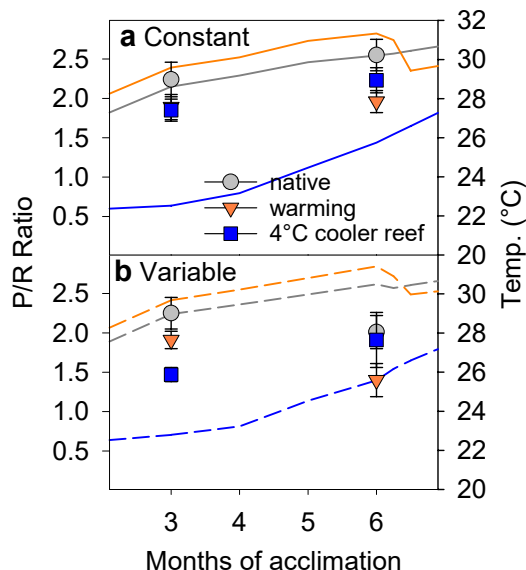 a Constant
2.5
2.0
1.5
1.0
0.5
32
30
28
26
24
22
20
native
warming
4°C cooler reef
P/R Ratio
Temp. (°C)
b Variable
2.5
2.0
1.5
1.0
0.5
30
28
26
24
22
20
3 4 5 6
Months of acclimation